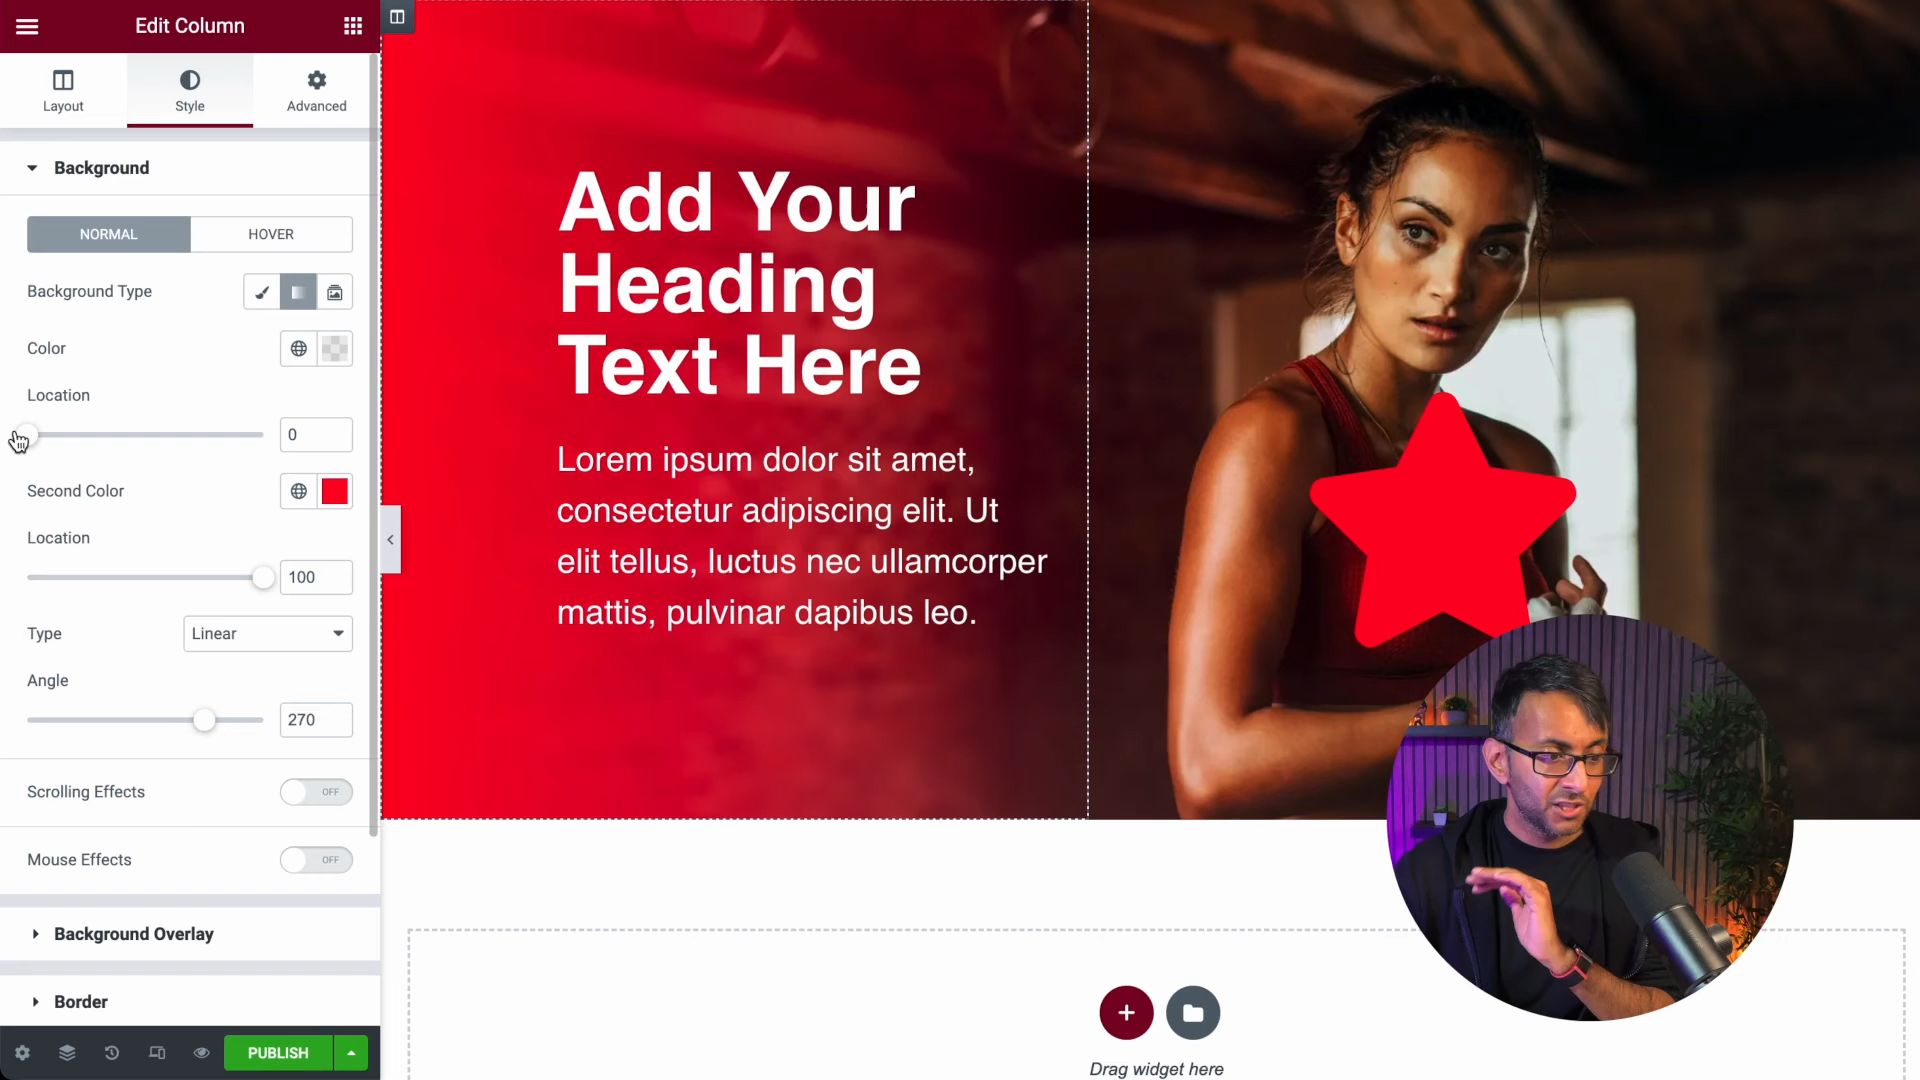 Edit Column
Layout
Style
Advanced
Background
NORMAL
HOVER
Background Type
Color
Location
0
Second Color
Location
100
Type
Linear
Angle
270
Scrolling Effects
OFF
Mouse Effects
OFF
Background Overlay
Border
PUBLISH
Add Your
Heading
Text Here
Lorem ipsum dolor sit amet,
consectetur adipiscing elit. Ut
elit tellus, luctus nec ullamcorper
mattis, pulvinar dapibus leo.
Drag widget here